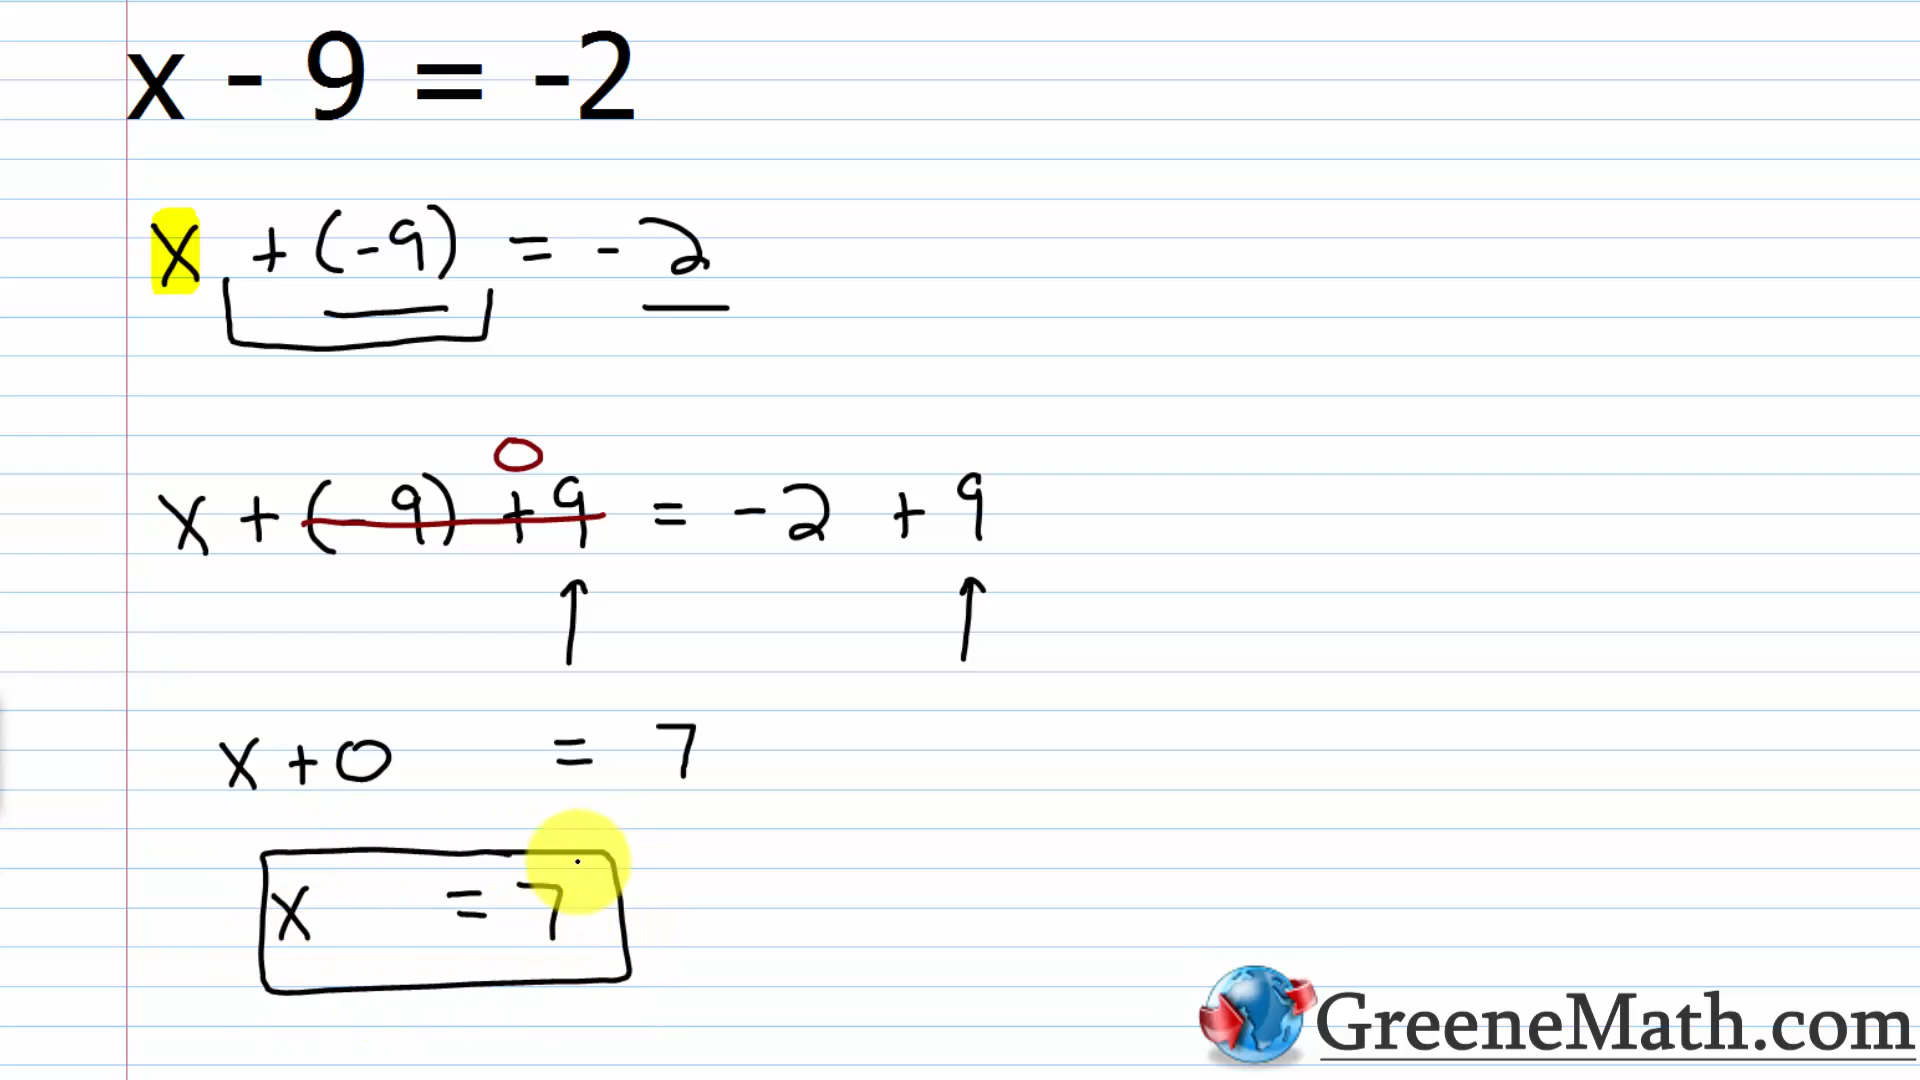 x - 9 = -2
x + (-9) = -2
0
x + (-9) + 9 = -2 + 9
x + 0 = 7
x = 7
GreeneMath.com